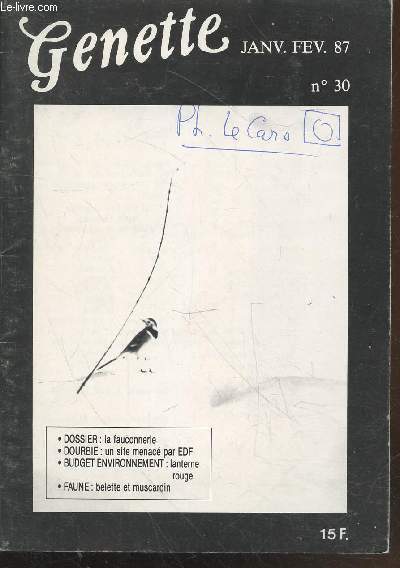 Le-livre.com
Genette
JANV. FEV. 87
n° 30
Ph. Le Caro
• DOSSIER : la fauconnerie
• DOURBIE : un site menacé par EDF
• BUDGET ENVIRONNEMENT : lanterne
rouge
• FAUNE : belette et muscardin
15 F.